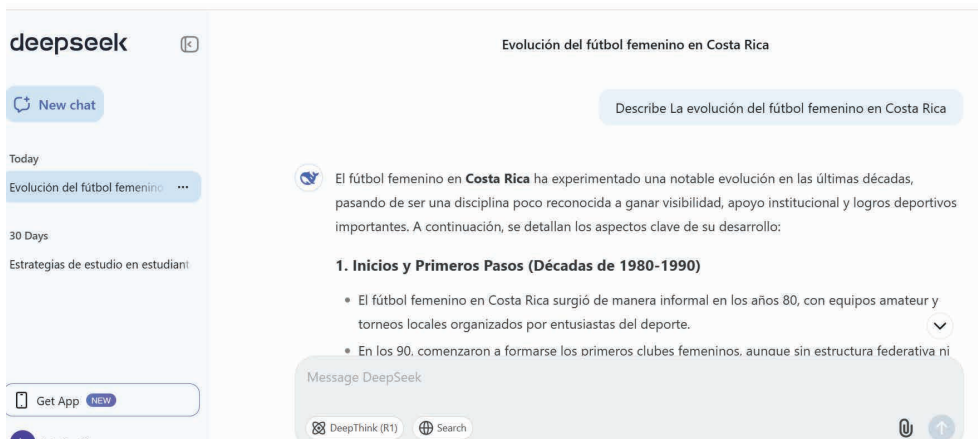 deepseek
New chat
Today
Evolución del fútbol femenino
30 Days
Estrategias de estudio en estudiant
Get App NEW
Evolución del fútbol femenino en Costa Rica
Describe La evolución del fútbol femenino en Costa Rica
El fútbol femenino en Costa Rica ha experimentado una notable evolución en las últimas décadas,
pasando de ser una disciplina poco reconocida a ganar visibilidad, apoyo institucional y logros deportivos
importantes. A continuación, se detallan los aspectos clave de su desarrollo:
1. Inicios y Primeros Pasos (Décadas de 1980-1990)
• El fútbol femenino en Costa Rica surgió de manera informal en los años 80, con equipos amateur y
torneos locales organizados por entusiastas del deporte.
• En los 90, comenzaron a formarse los primeros clubes femeninos, aunque sin estructura federativa ni
Message DeepSeek
DeepThink (R1) Search